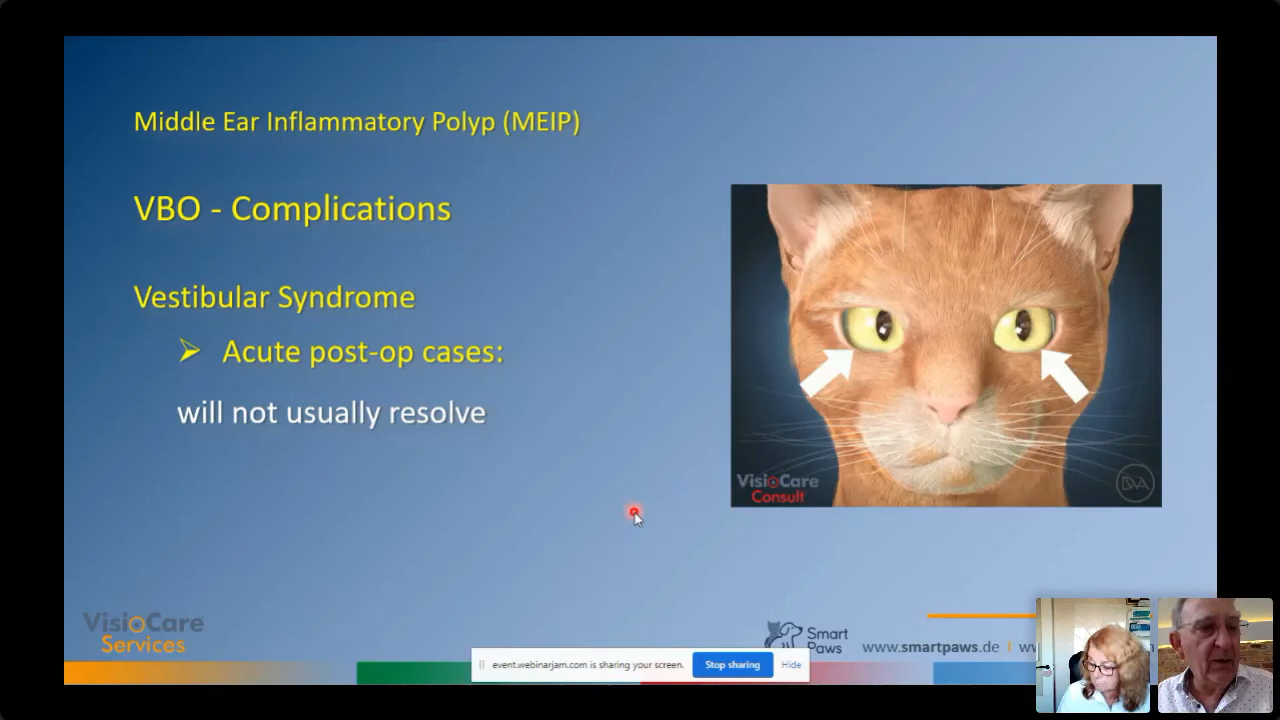 Middle Ear Inflammatory Polyp (MEIP)
VBO - Complications
Vestibular Syndrome
➢ Acute post-op cases:
will not usually resolve
VisioCare
Consult
DVA
VisioCare
Services
Smart
Paws
www.smartpaws.de | 
event.webinarjam.com is sharing your screen.
Stop sharing
Hide